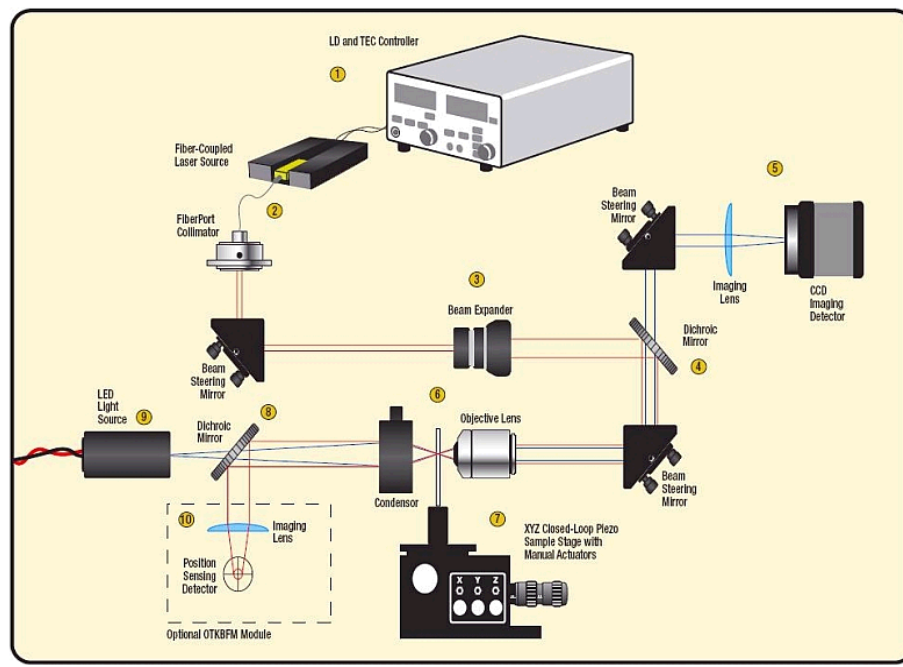 LD and TEC Controller
1
Fiber-Coupled
Laser Source
2
FiberPort
Collimator
Beam
Steering
Mirror
3
Beam Expander
Beam
Steering
Mirror
5
Imaging
Lens
CCD
Imaging
Detector
Dichroic
Mirror
4
LED
Light
Source
9
Dichroic
Mirror
8
6
Condensor
Objective Lens
Beam
Steering
Mirror
7
XYZ Closed-Loop Piezo
Sample Stage with
Manual Actuators
X Y Z
10
Imaging
Lens
Position
Sensing
Detector
Optional OTKBFM Module